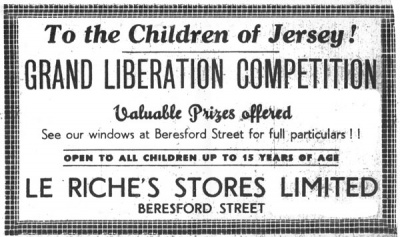 To the Children of Jersey!
GRAND LIBERATION COMPETITION
Valuable Prizes offered
See our windows at Beresford Street for full particulars ! !
OPEN TO ALL CHILDREN UP TO 15 YEARS OF AGE
LE RICHE'S STORES LIMITED
BERESFORD STREET